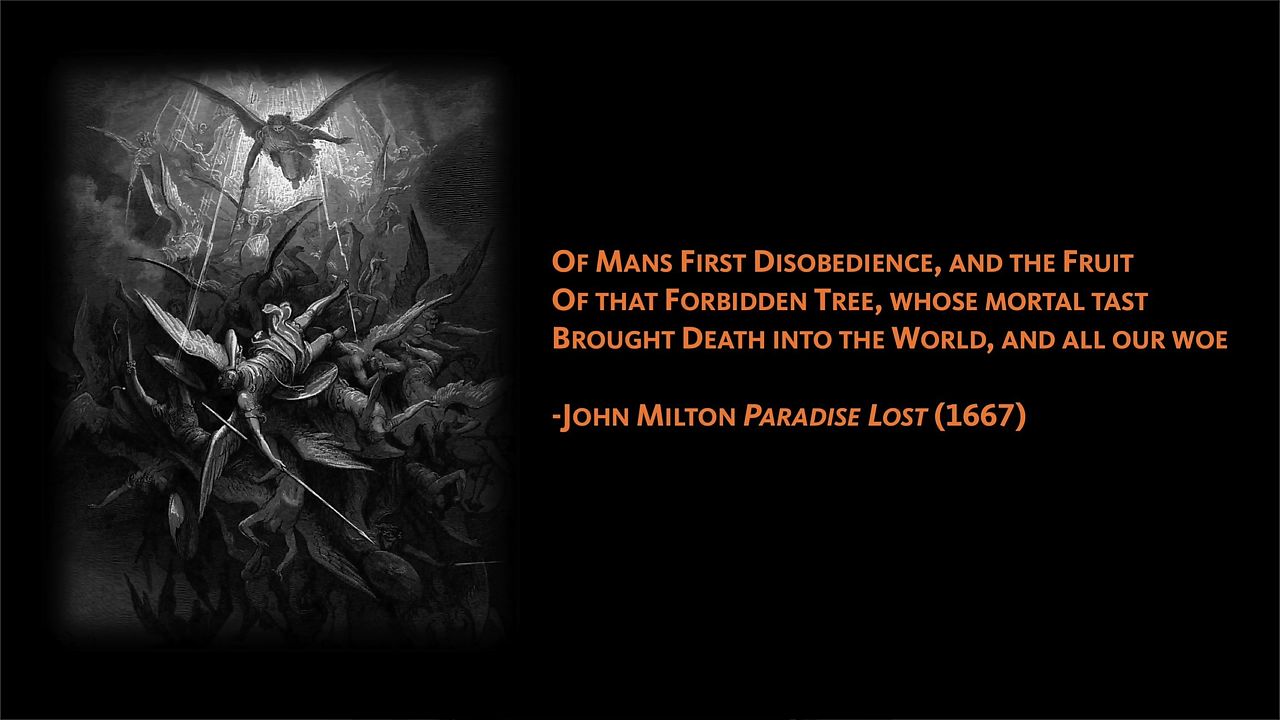 Of Mans First Disobedience, and the Fruit
Of that Forbidden Tree, whose mortal tast
Brought Death into the World, and all our woe
-John Milton Paradise Lost (1667)